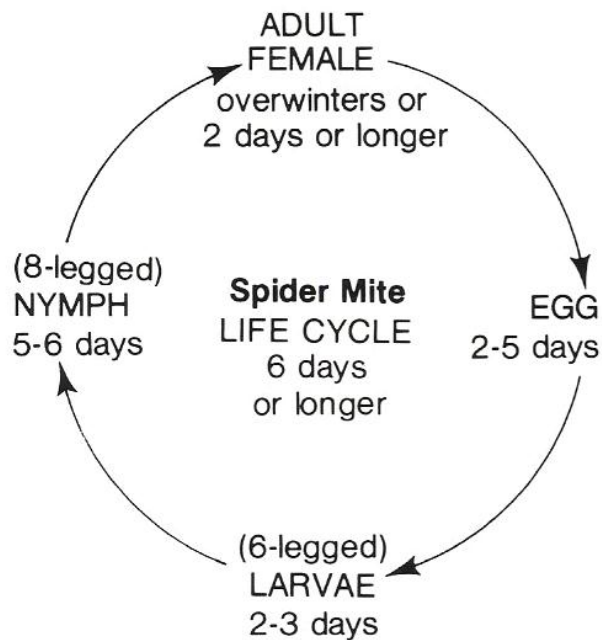 ADULT
FEMALE
overwinters or
2 days or longer
(8-legged)
NYMPH
5-6 days
Spider Mite
LIFE CYCLE
6 days
or longer
EGG
2-5 days
(6-legged)
LARVAE
2-3 days